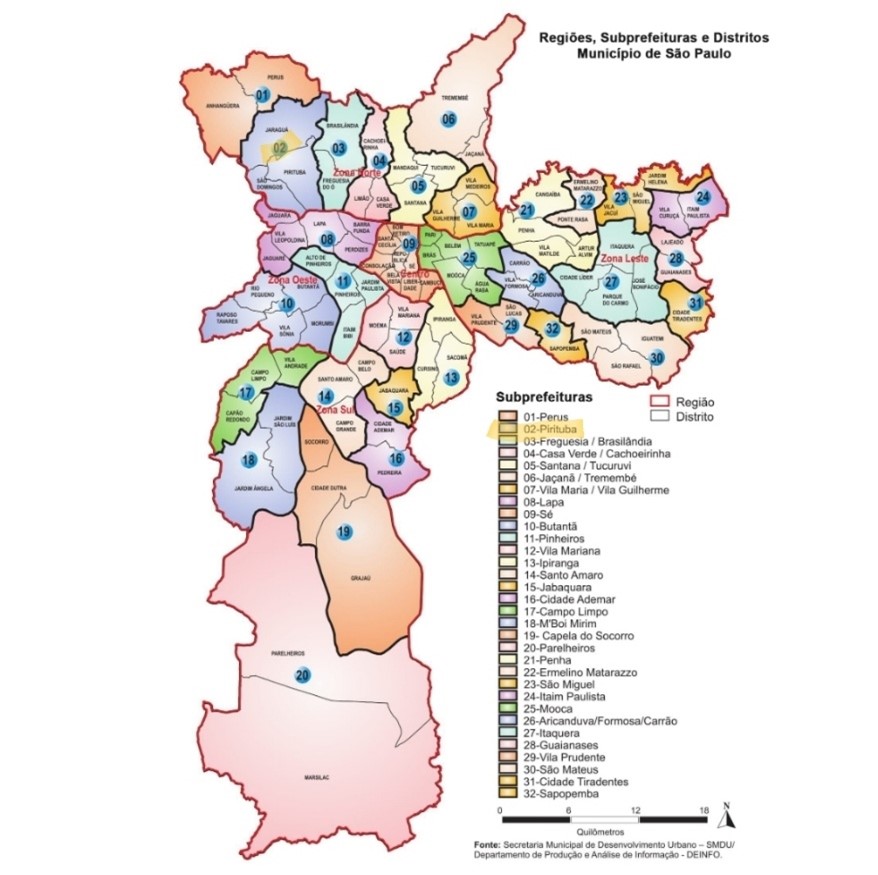 Regiões, Subprefeituras e Distritos
Município de São Paulo
PERUS
01
ANHANGÜERA
JARAGUÁ
02
PIRITUBA
SÃO
DOMINGOS
BRASILÂNDIA
03
FREGUESIA
DO Ó
CACHOEI-
RINHA
04
Zona Norte
LIMÃO
CASA
VERDE
TREMEMBÉ
06
JAÇANÃ
MANDAQUI
TUCURUVI
05
SANTANA
VILA
MEDEIROS
07
VILA
GUILHERME
VILA MARIA
CANGAÍBA
21
PENHA
VILA
MATILDE
ARTUR
ALVIM
ERMELINO
MATARAZZO
22
PONTE RASA
23
VILA
JACUÍ
SÃO
MIGUEL
JARDIM
HELENA
24
VILA
CURUÇÁ
ITAIM
PAULISTA
JAGUARA
VILA
LEOPOLDINA
LAPA
08
BARRA
FUNDA
PERDIZES
JAGUARÉ
BOM
RETIRO
SANTA
CECÍLIA
09
REPÚ-
BLICA
SÉ
CONSOLAÇÃO
Centro
BELA
VISTA
LIBER-
DADE
CAMBUCI
PARI
BRÁS
BELÉM
TATUAPÉ
25
MOÓCA
ÁGUA
RASA
CARRÃO
VILA
FORMOSA
26
ARICANDUVA
ITAQUERA
Zona Leste
CIDADE LÍDER
27
JOSÉ
BONIFÁCIO
PARQUE
DO CARMO
LAJEADO
28
GUAIANASES
31
CIDADE
TIRADENTES
Zona Oeste
ALTO DE
PINHEIROS
11
PINHEIROS
JARDIM
PAULISTA
ITAIM
BIBI
RIO
PEQUENO
BUTANTÃ
10
RAPOSO
TAVARES
VILA
SÔNIA
MORUMBI
VILA
MARIANA
MOEMA
12
SAÚDE
IPIRANGA
SACOMÃ
CURSINO
13
VILA
PRUDENTE
SÃO
LUCAS
29
32
SAPOPEMBA
SÃO MATEUS
IGUATEMI
SÃO RAFAEL
30
VILA
ANDRADE
CAMPO
LIMPO
17
CAPÃO
REDONDO
CAMPO
BELO
SANTO AMARO
14
Zona Sul
CAMPO
GRANDE
JABAQUARA
15
CIDADE
ADEMAR
16
PEDREIRA
JARDIM
SÃO LUÍS
18
JARDIM ÂNGELA
SOCORRO
CIDADE DUTRA
19
GRAJAÚ
PARELHEIROS
20
MARSILAC
Subprefeituras
01-Perus
02-Pirituba
03-Freguesia / Brasilândia
04-Casa Verde / Cachoeirinha
05-Santana / Tucuruvi
06-Jaçanã / Tremembé
07-Vila Maria / Vila Guilherme
08-Lapa
09-Sé
10-Butantã
11-Pinheiros
12-Vila Mariana
13-Ipiranga
14-Santo Amaro
15-Jabaquara
16-Cidade Ademar
17-Campo Limpo
18-M'Boi Mirim
19- Capela do Socorro
20-Parelheiros
21-Penha
22-Ermelino Matarazzo
23-São Miguel
24-Itaim Paulista
25-Mooca
26-Aricanduva/Formosa/Carrão
27-Itaquera
28-Guaianases
29-Vila Prudente
30-São Mateus
31-Cidade Tiradentes
32-Sapopemba
Região
Distrito
0 6 12 18
Quilômetros
N
Fonte: Secretaria Municipal de Desenvolvimento Urbano – SMDU/
Departamento de Produção e Análise de Informação - DEINFO.